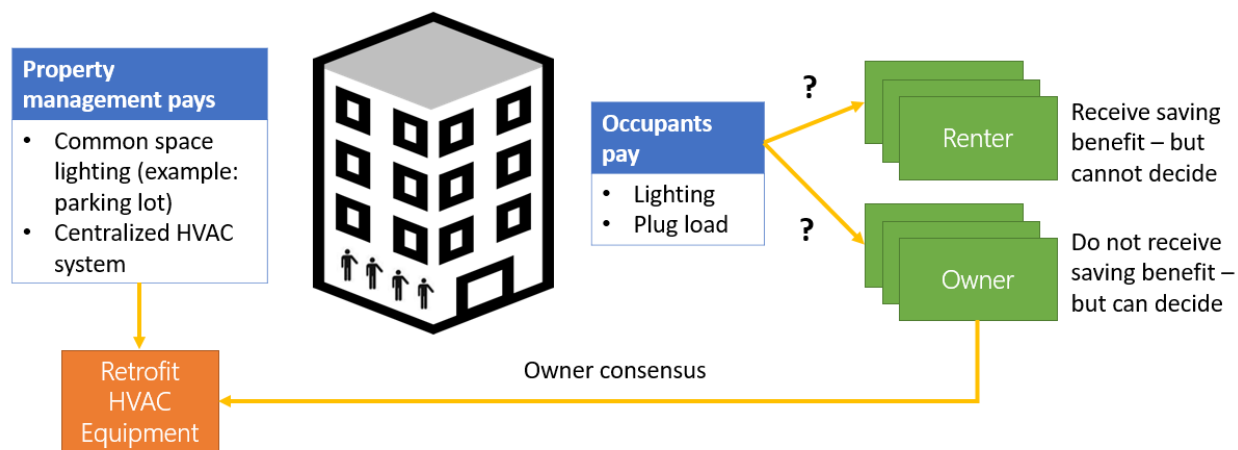 Property
management pays
• Common space
lighting (example:
parking lot)
• Centralized HVAC
system
Retrofit
HVAC
Equipment
Occupants
pay
• Lighting
• Plug load
?
?
Renter
Receive saving
benefit – but
cannot decide
Owner
Do not receive
saving benefit –
but can decide
Owner consensus